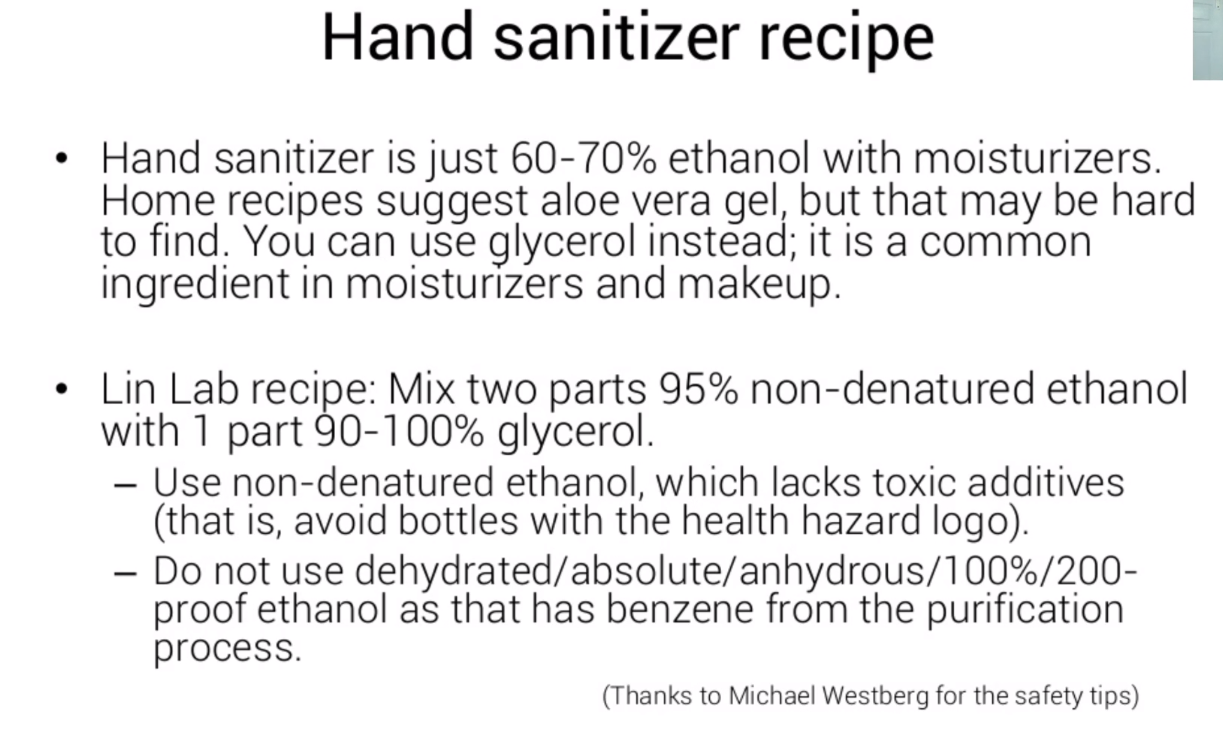 Hand sanitizer recipe
• Hand sanitizer is just 60-70% ethanol with moisturizers.
Home recipes suggest aloe vera gel, but that may be hard
to find. You can use glycerol instead; it is a common
ingredient in moisturizers and makeup.
• Lin Lab recipe: Mix two parts 95% non-denatured ethanol
with 1 part 90-100% glycerol.
– Use non-denatured ethanol, which lacks toxic additives
(that is, avoid bottles with the health hazard logo).
– Do not use dehydrated/absolute/anhydrous/100%/200-
proof ethanol as that has benzene from the purification
process.
(Thanks to Michael Westberg for the safety tips)